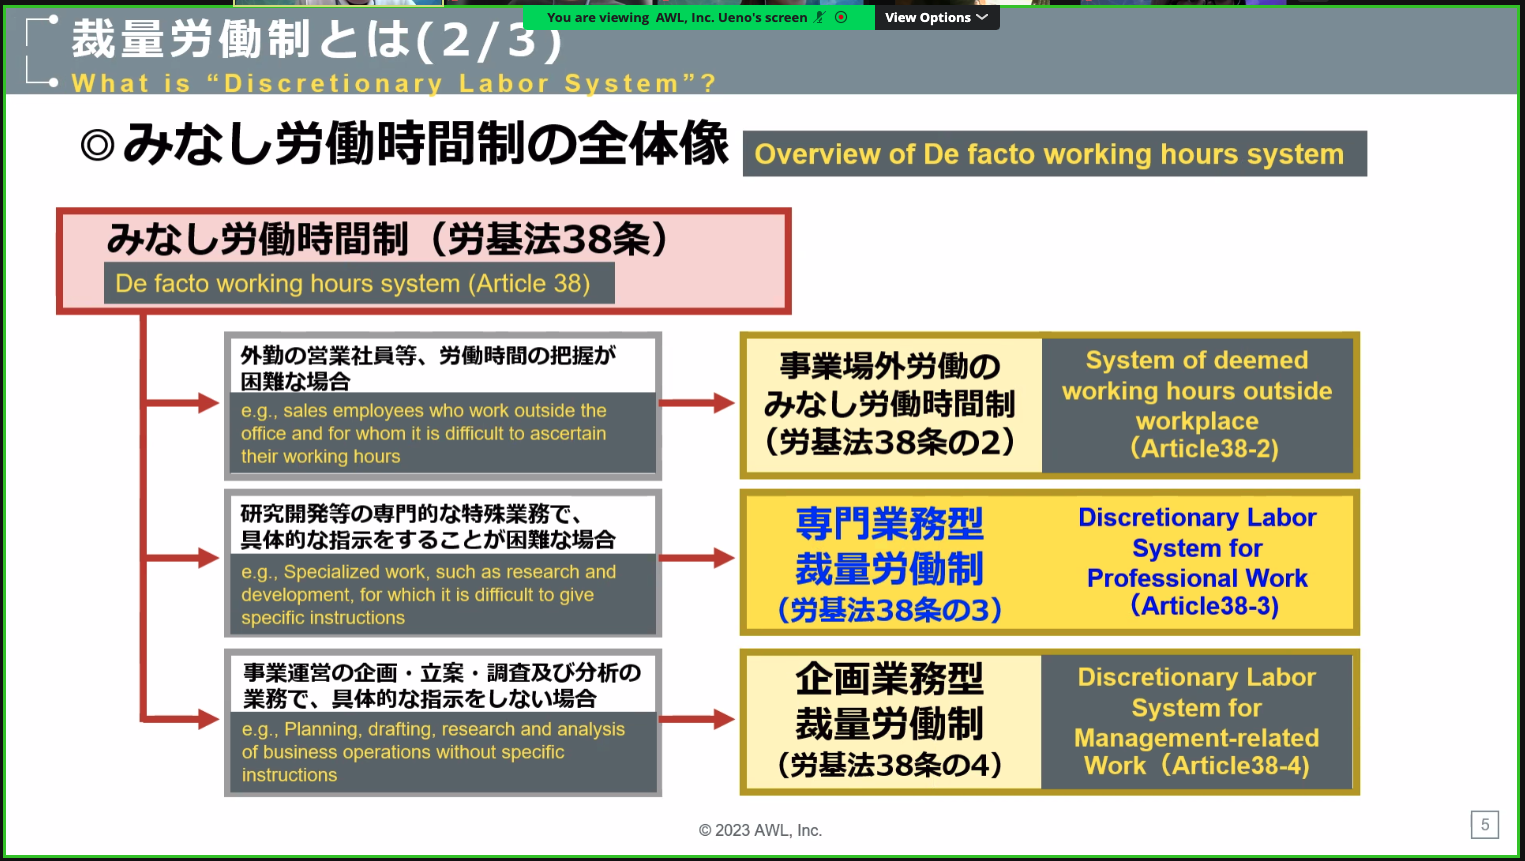 You are viewing AWL, Inc. Ueno's screen
View Options
裁量労働制とは(2/3)
What is “Discretionary Labor System”?
◎みなし労働時間制の全体像
Overview of De facto working hours system
みなし労働時間制（労基法38条）
De facto working hours system (Article 38)
外勤の営業社員等、労働時間の把握が
困難な場合
e.g., sales employees who work outside the
office and for whom it is difficult to ascertain
their working hours
事業場外労働の
みなし労働時間制
（労基法38条の2）
System of deemed
working hours outside
workplace
（Article38-2)
研究開発等の専門的な特殊業務で、
具体的な指示をすることが困難な場合
e.g., Specialized work, such as research and
development, for which it is difficult to give
specific instructions
専門業務型
裁量労働制
（労基法38条の3）
Discretionary Labor
System for
Professional Work
（Article38-3)
事業運営の企画・立案・調査及び分析の
業務で、具体的な指示をしない場合
e.g., Planning, drafting, research and analysis
of business operations without specific
instructions
企画業務型
裁量労働制
（労基法38条の4）
Discretionary Labor
System for
Management-related
Work（Article38-4)
© 2023 AWL, Inc.
5